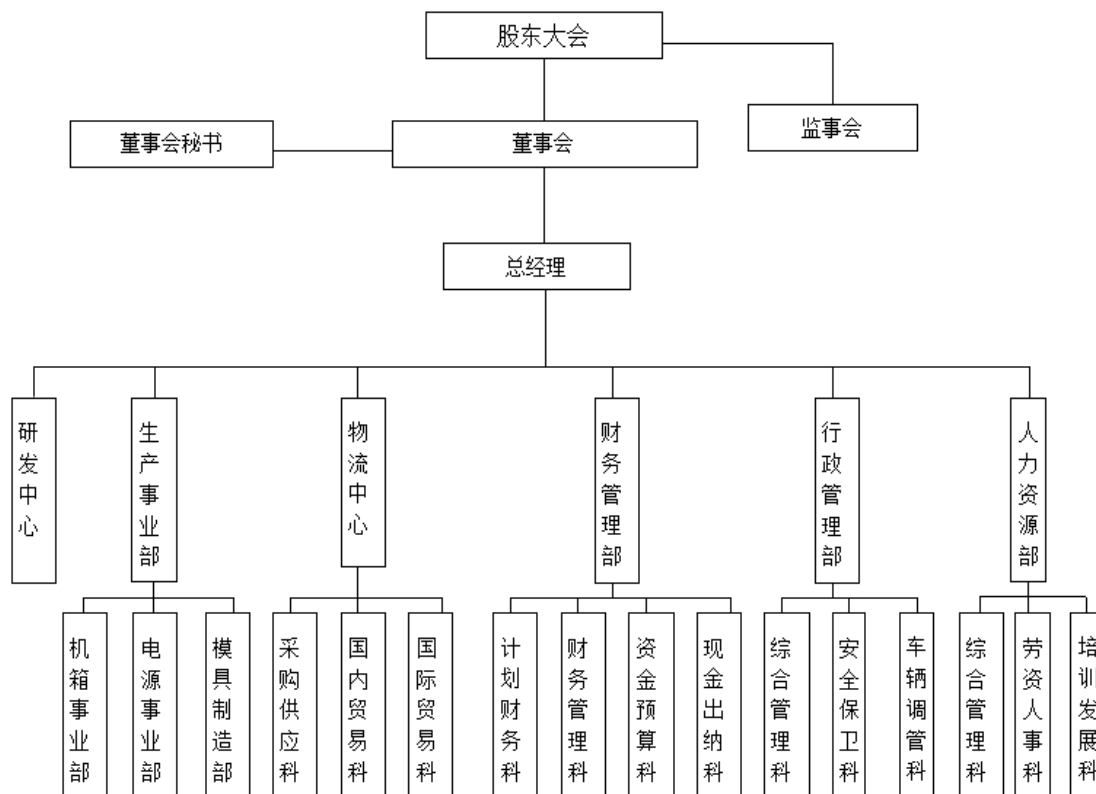 股东大会
监事会
董事会秘书
董事会
总经理
研发中心
生产事业部
物流中心
财务管理部
行政管理部
人力资源部
机箱事业部
电源事业部
模具制造部
采购供应科
国内贸易科
国际贸易科
计划财务科
财务管理科
资金预算科
现金出纳科
综合管理科
安全保卫科
车辆调管科
综合管理科
劳资人事科
培训发展科